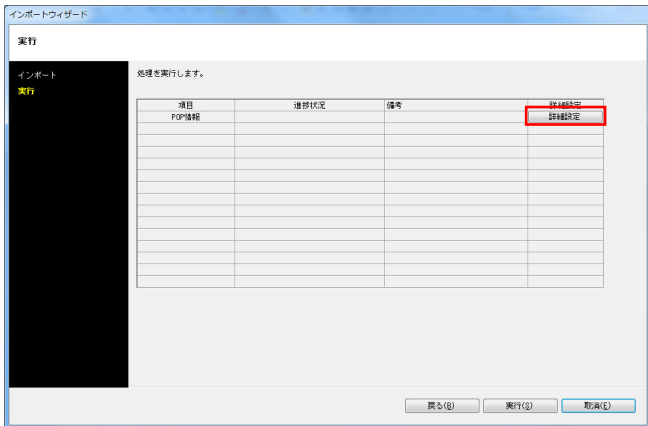 インポートウィザード
実行
インポート
実行
処理を実行します。
項目 進捗状況 備考 詳細設定
POP情報 詳細設定
戻る(B) 実行(S) 取消(E)